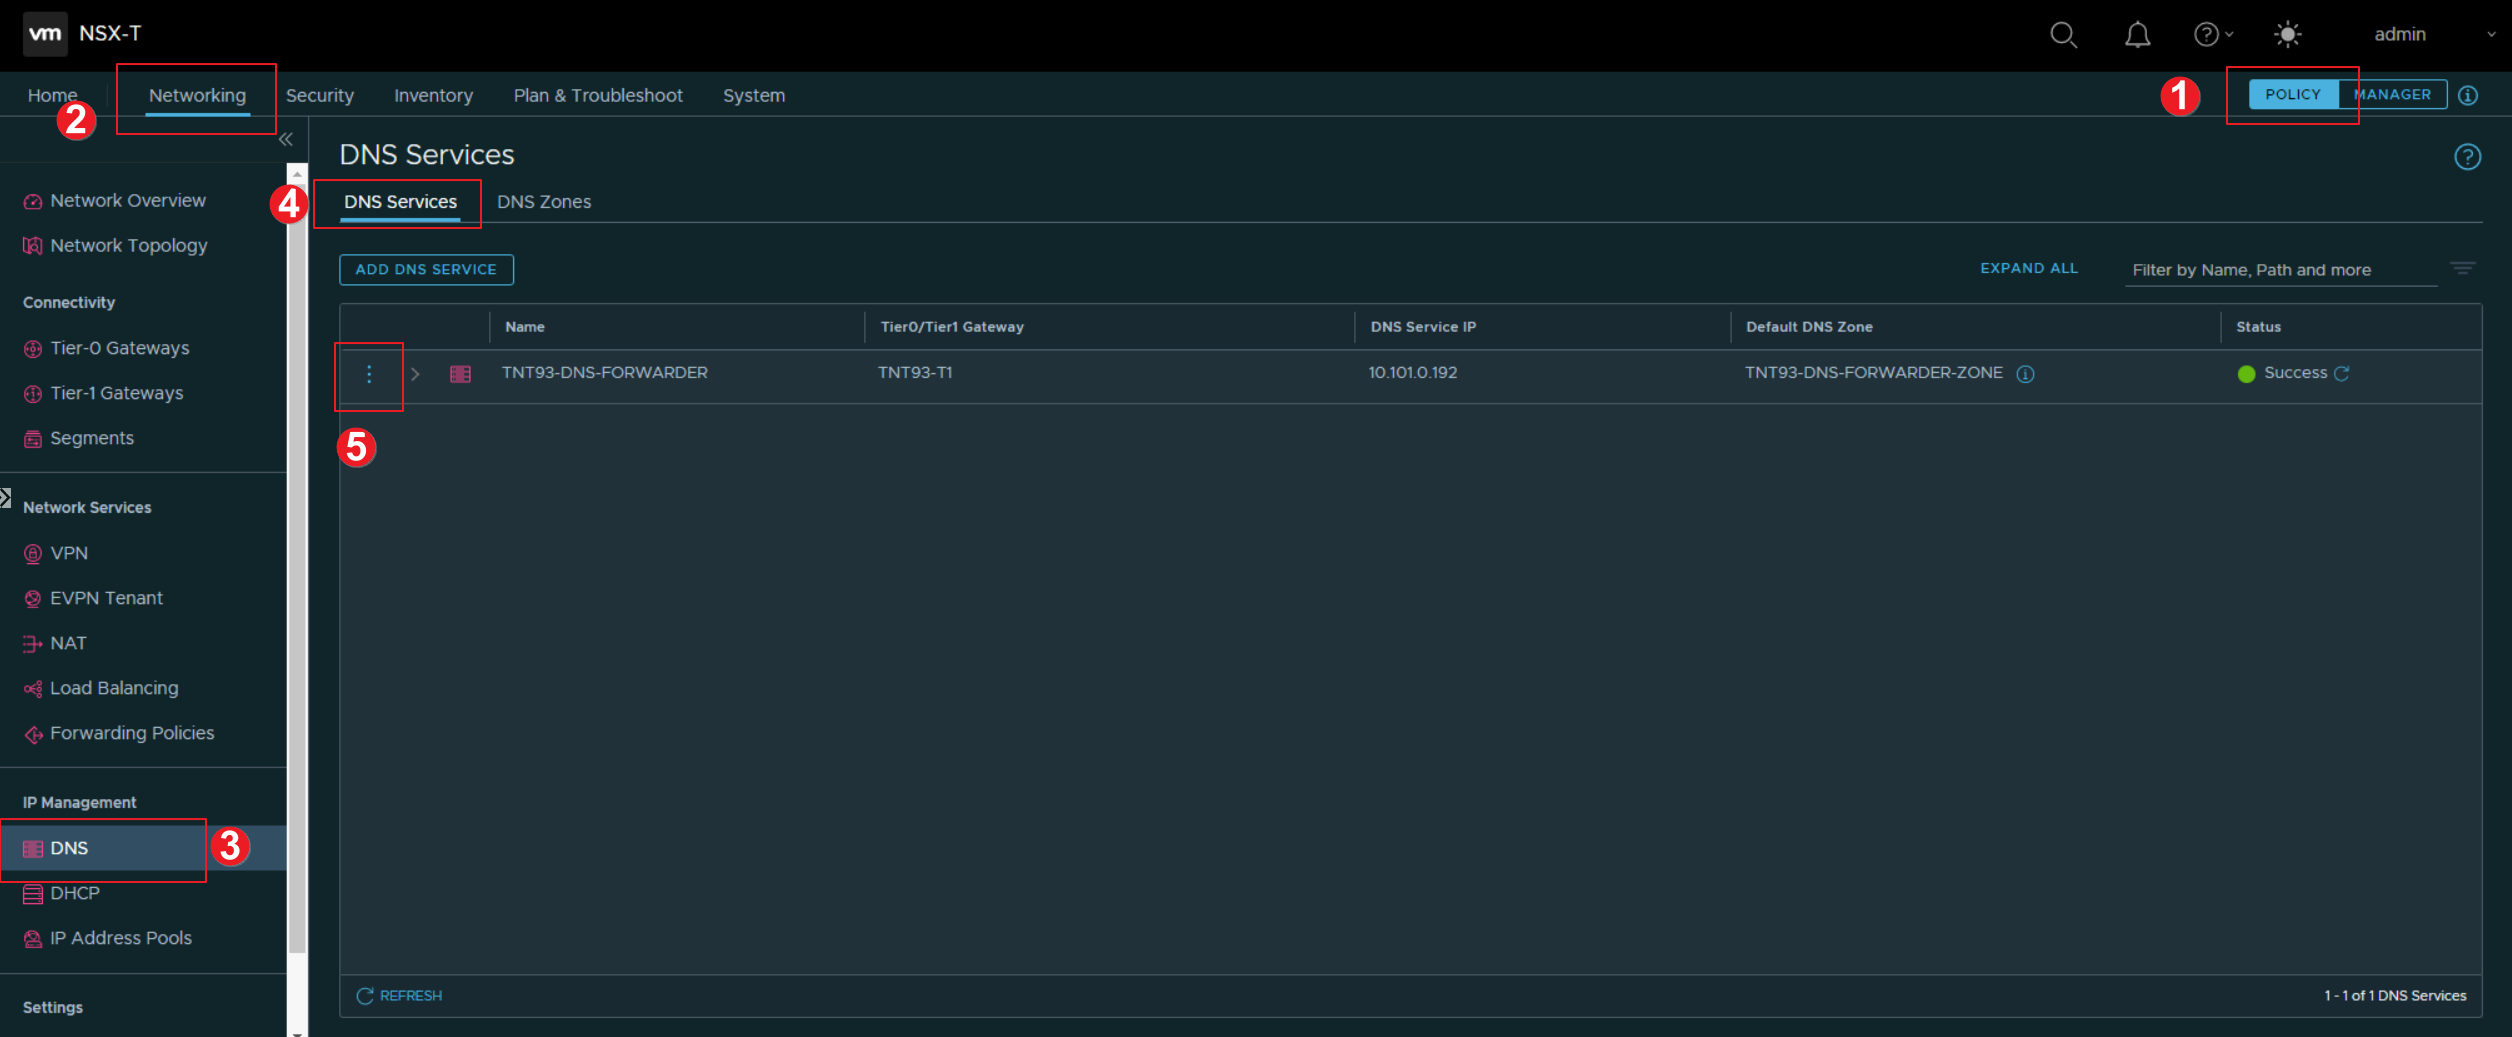 vm NSX-T
admin
Home Networking Security Inventory Plan & Troubleshoot System
POLICY MANAGER
1
2
DNS Services
4
DNS Services DNS Zones
Network Overview
Network Topology
ADD DNS SERVICE
EXPAND ALL
Filter by Name, Path and more
Connectivity
Tier-0 Gateways
Tier-1 Gateways
Segments
Name Tier0/Tier1 Gateway DNS Service IP Default DNS Zone Status
TNT93-DNS-FORWARDER TNT93-T1 10.101.0.192 TNT93-DNS-FORWARDER-ZONE Success
5
Network Services
VPN
EVPN Tenant
NAT
Load Balancing
Forwarding Policies
IP Management
DNS
3
DHCP
IP Address Pools
Settings
REFRESH
1 - 1 of 1 DNS Services